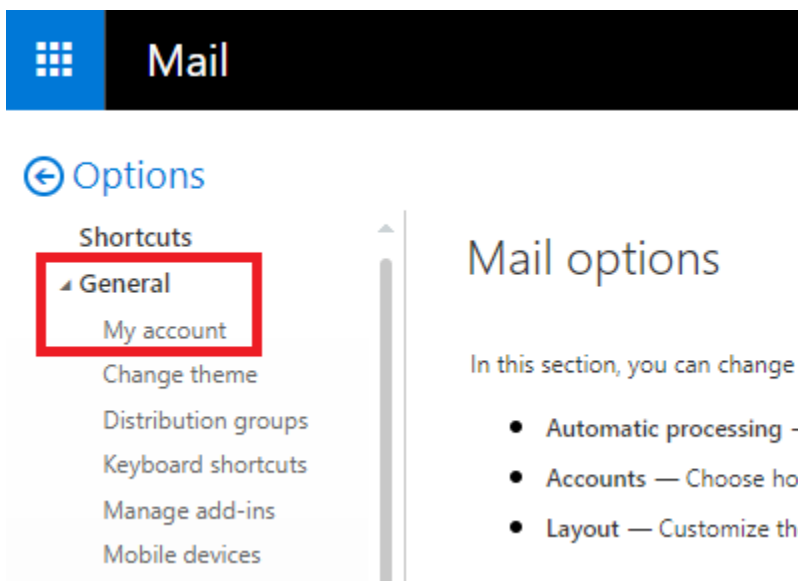 Mail
Options
Shortcuts
General
My account
Change theme
Distribution groups
Keyboard shortcuts
Manage add-ins
Mobile devices
Mail options
In this section, you can change
Automatic processing -
Accounts — Choose ho
Layout — Customize th